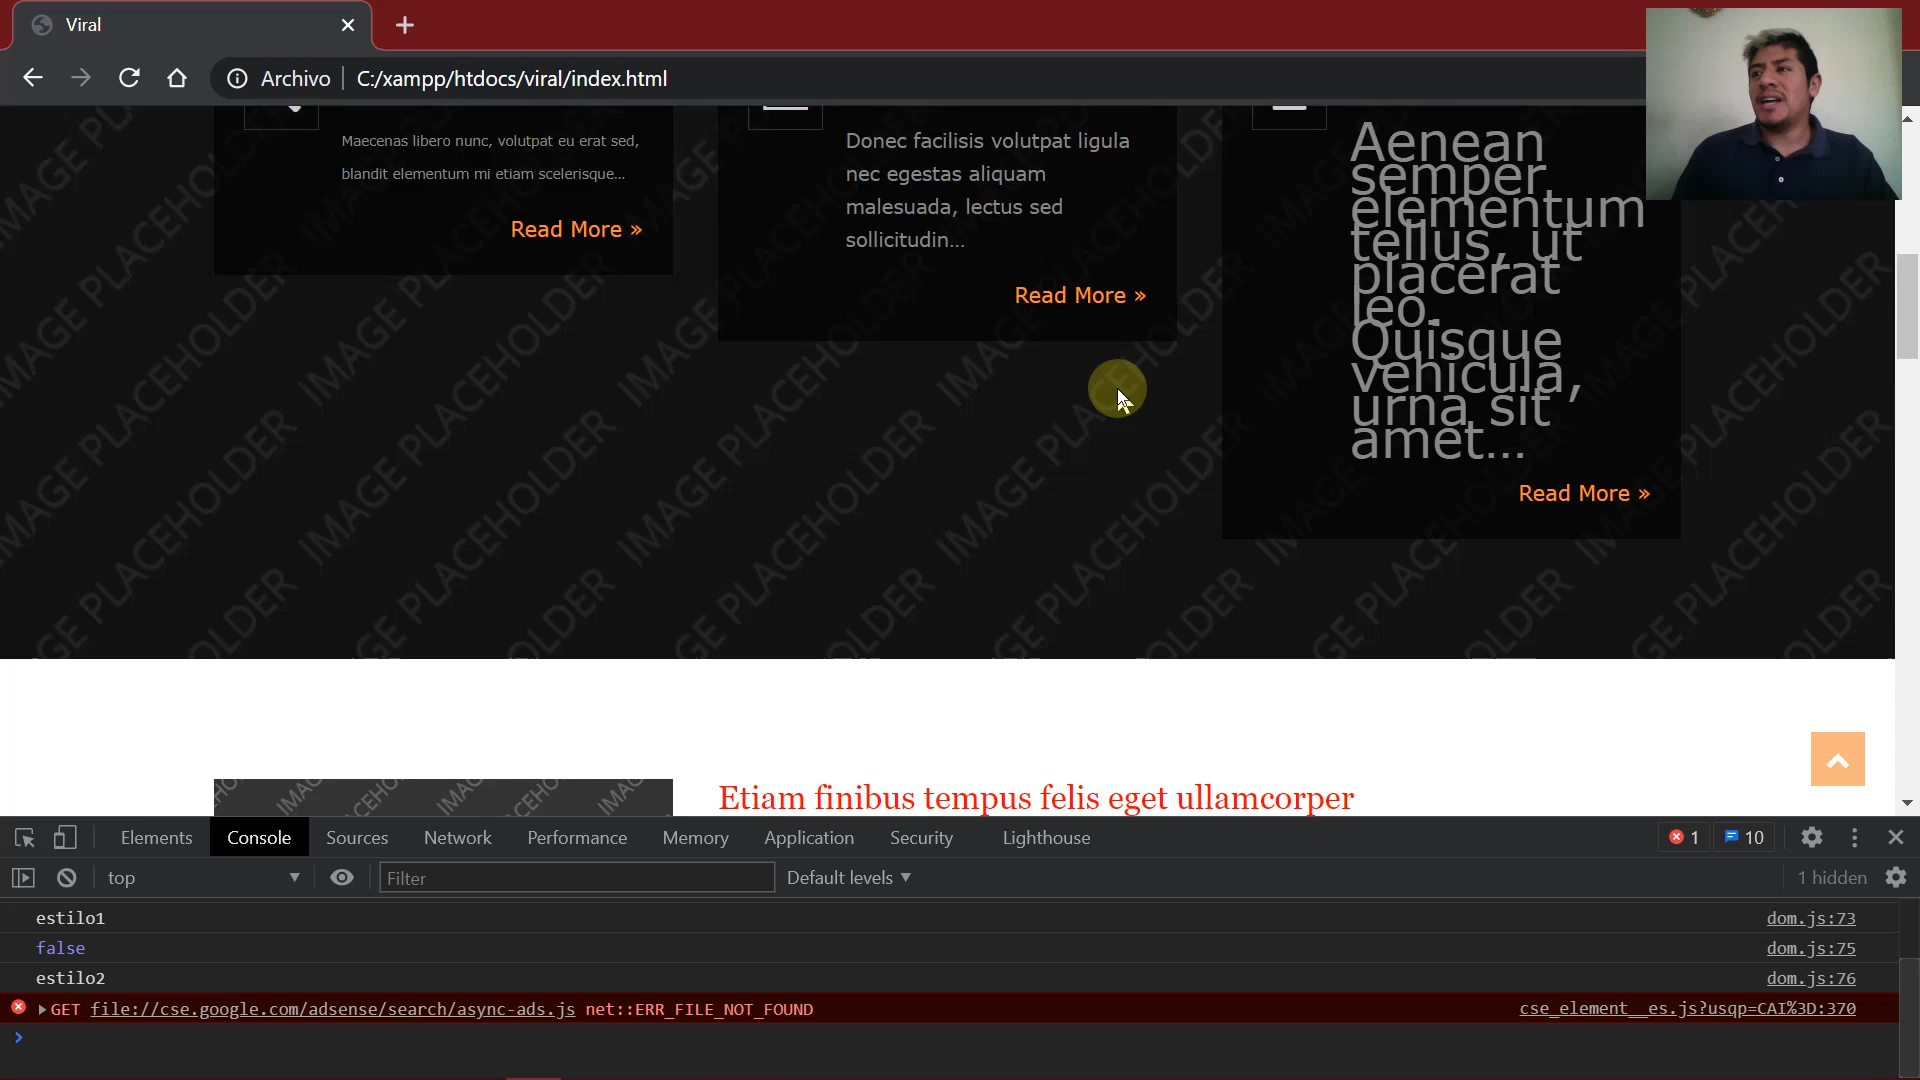 Viral
Archivo
C:/xampp/htdocs/viral/index.html
Maecenas libero nunc, volutpat eu erat sed,
blandit elementum mi etiam scelerisque...
Read More »
Donec facilisis volutpat ligula
nec egestas aliquam
malesuada, lectus sed
sollicitudin...
Read More »
Aenean
semper
elementum
tellus, ut
placerat
leo.
Quisque
vehicula,
urna sit
amet...
Read More »
IMAGE PLACEHOLDER
Etiam finibus tempus felis eget ullamcorper
Elements Console Sources Network Performance Memory Application Security Lighthouse 1 10
top Filter Default levels 1 hidden
estilo1 dom.js:73
false dom.js:75
estilo2 dom.js:76
GET file://cse.google.com/adsense/search/async-ads.js net::ERR_FILE_NOT_FOUND cse_element__es.js?usqp=CAI%3D:370